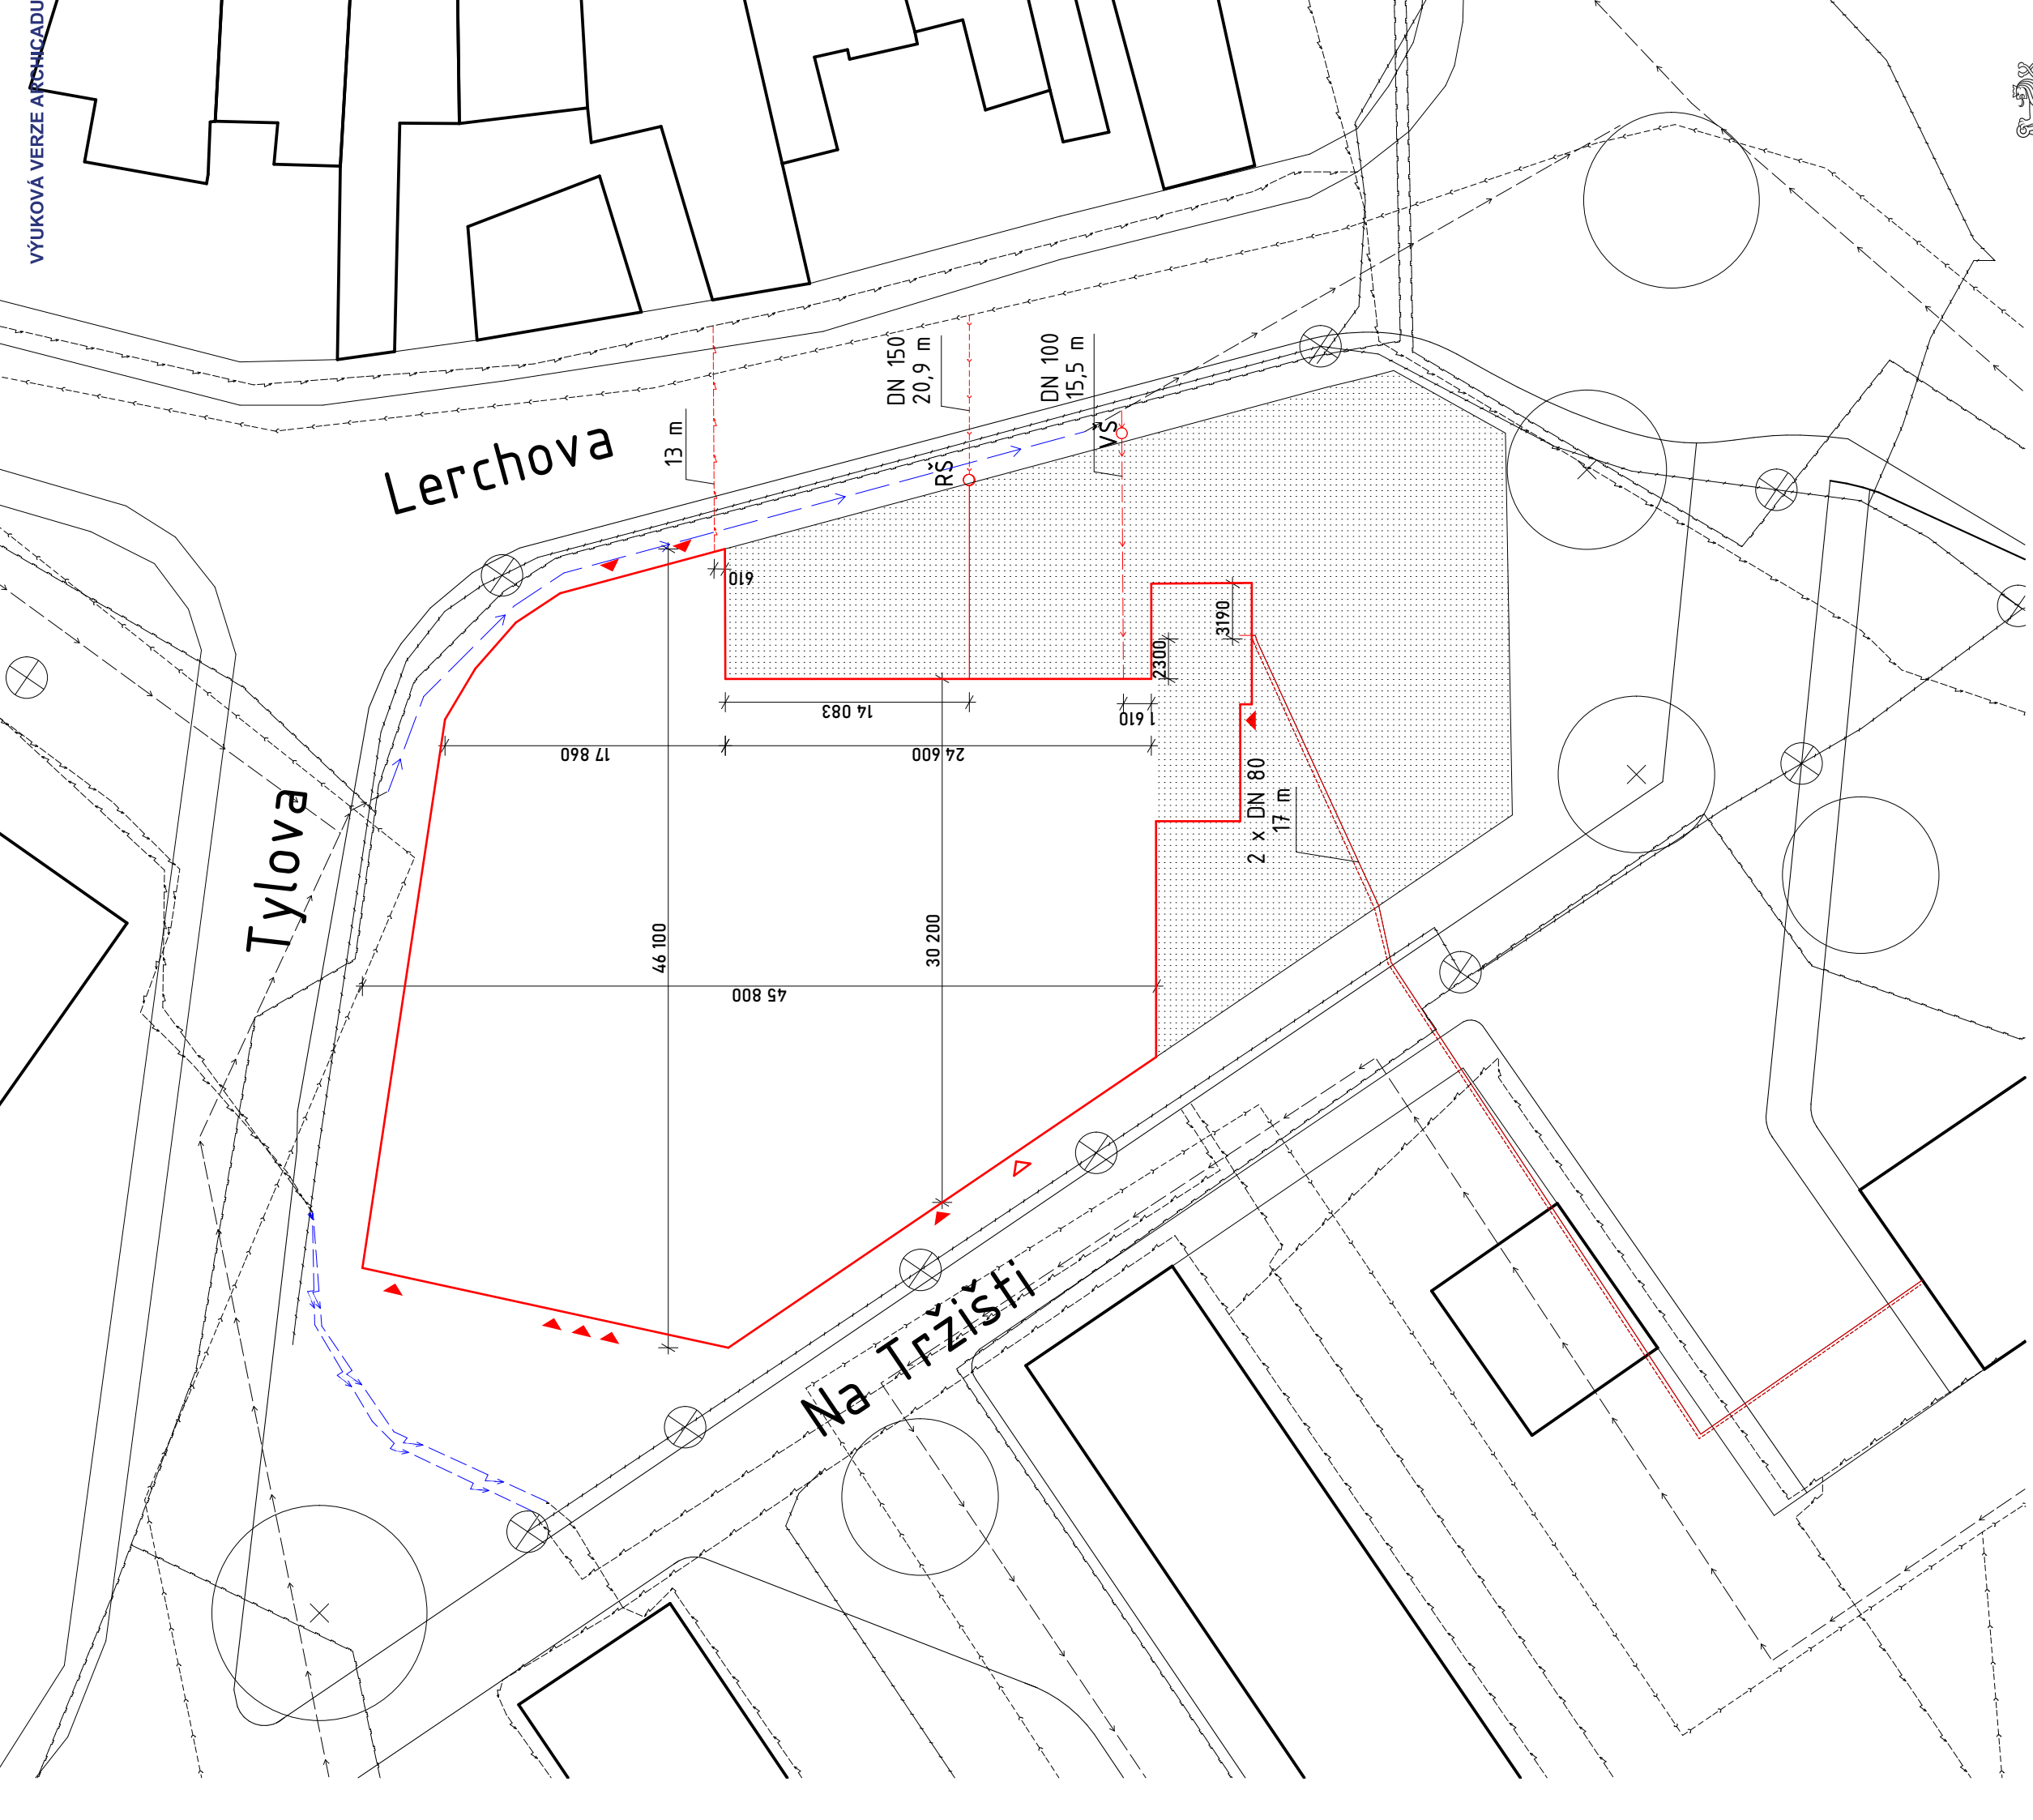 VÝUKOVÁ VERZE ARCHICADU
DN 150
20,9 m
DN 100
15,5 m
Lerchova
13 m
RŠ
VŠ
610
3190
2300
14 083
1 610
17 860
24 600
2 x DN 80
17 m
Tylova
46 100
30 200
45 800
Na Tržišti